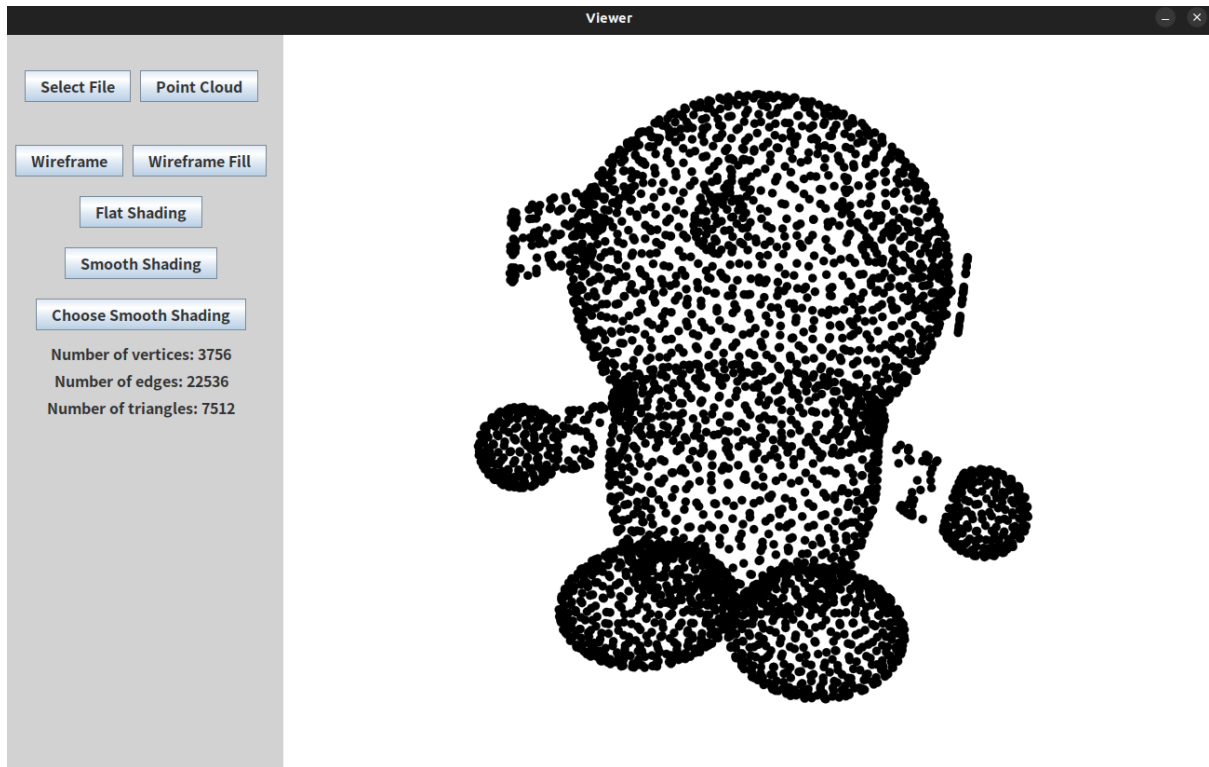 Viewer
Select File Point Cloud
Wireframe Wireframe Fill
Flat Shading
Smooth Shading
Choose Smooth Shading
Number of vertices: 3756
Number of edges: 22536
Number of triangles: 7512